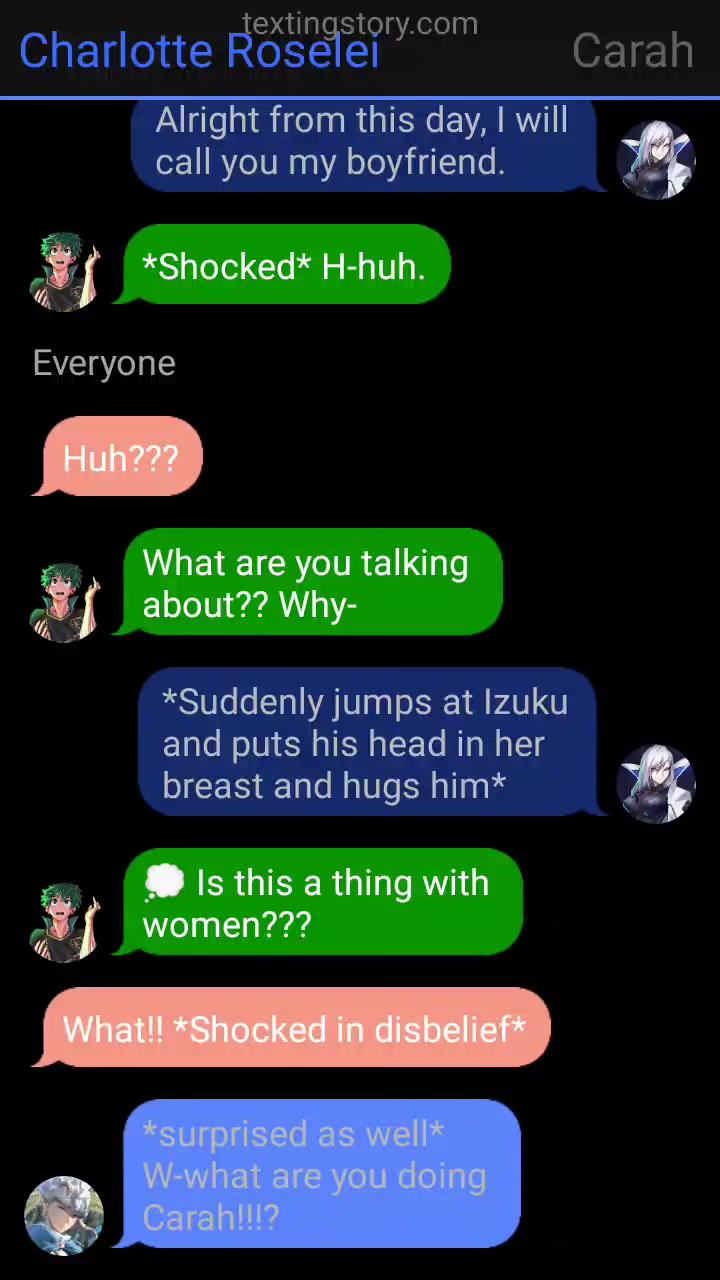 textingstory.com
Charlotte Roselei
Carah
Alright from this day, I will
call you my boyfriend.
*Shocked* H-huh.
Everyone
Huh???
What are you talking
about?? Why-
*Suddenly jumps at Izuku
and puts his head in her
breast and hugs him*
💭 Is this a thing with
women???
What!! *Shocked in disbelief*
*surprised as well*
W-what are you doing
Carah!!!?